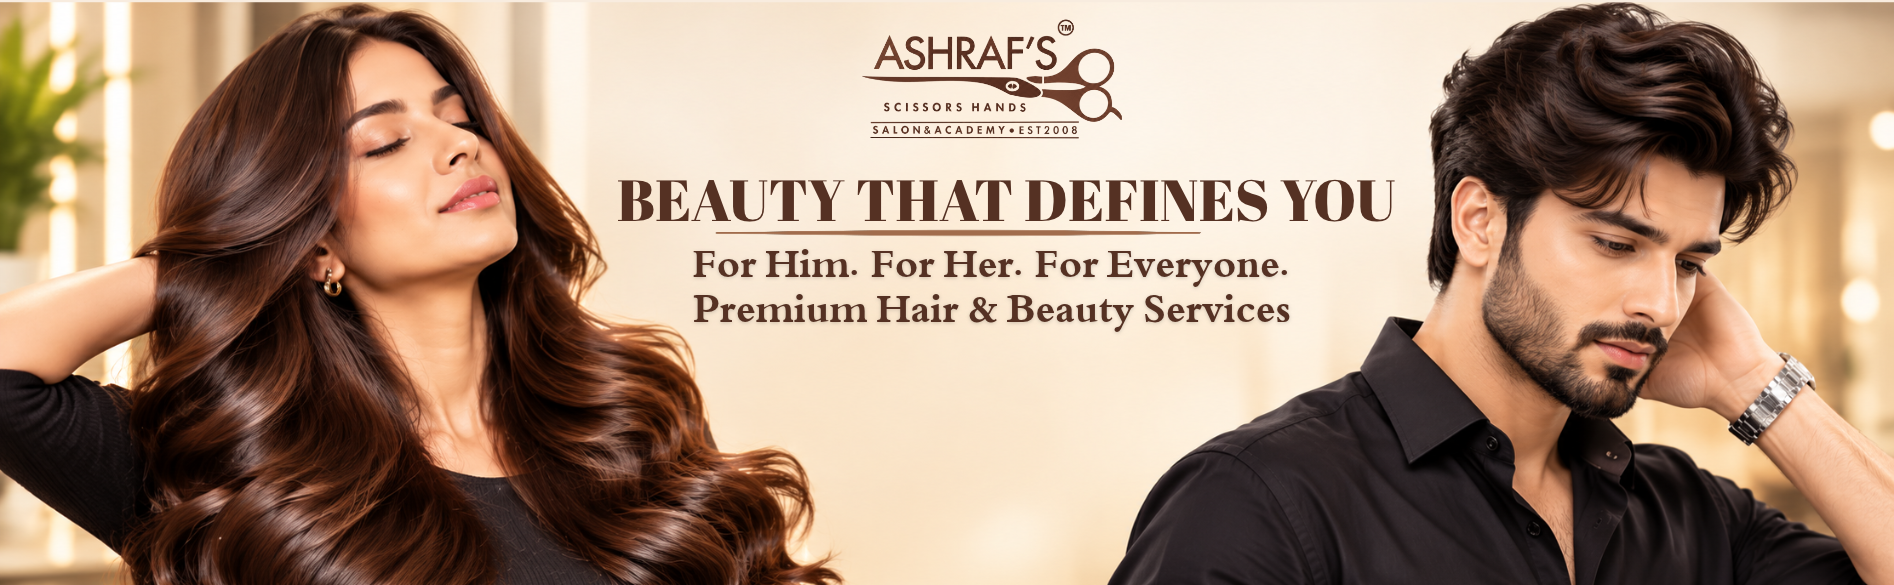 ASHRAF'S TM
SCISSORS HANDS
SALON&ACADEMY•EST2008
BEAUTY THAT DEFINES YOU
For Him. For Her. For Everyone.
Premium Hair & Beauty Services